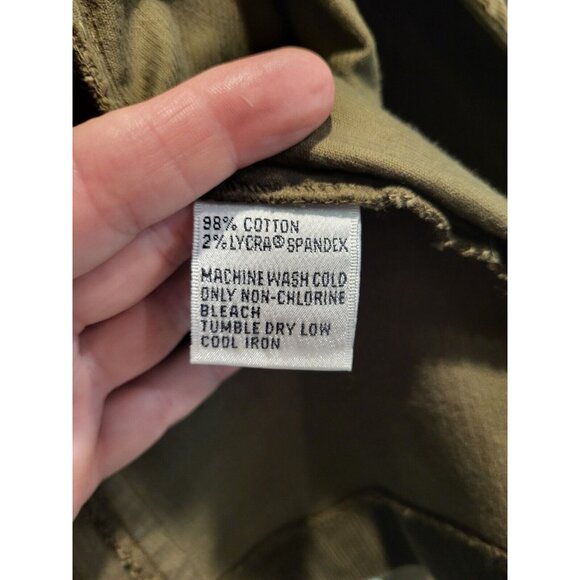 98% COTTON
2% LYCRA® SPANDEX
MACHINE WASH COLD
ONLY NON-CHLORINE
BLEACH
TUMBLE DRY LOW
COOL IRON